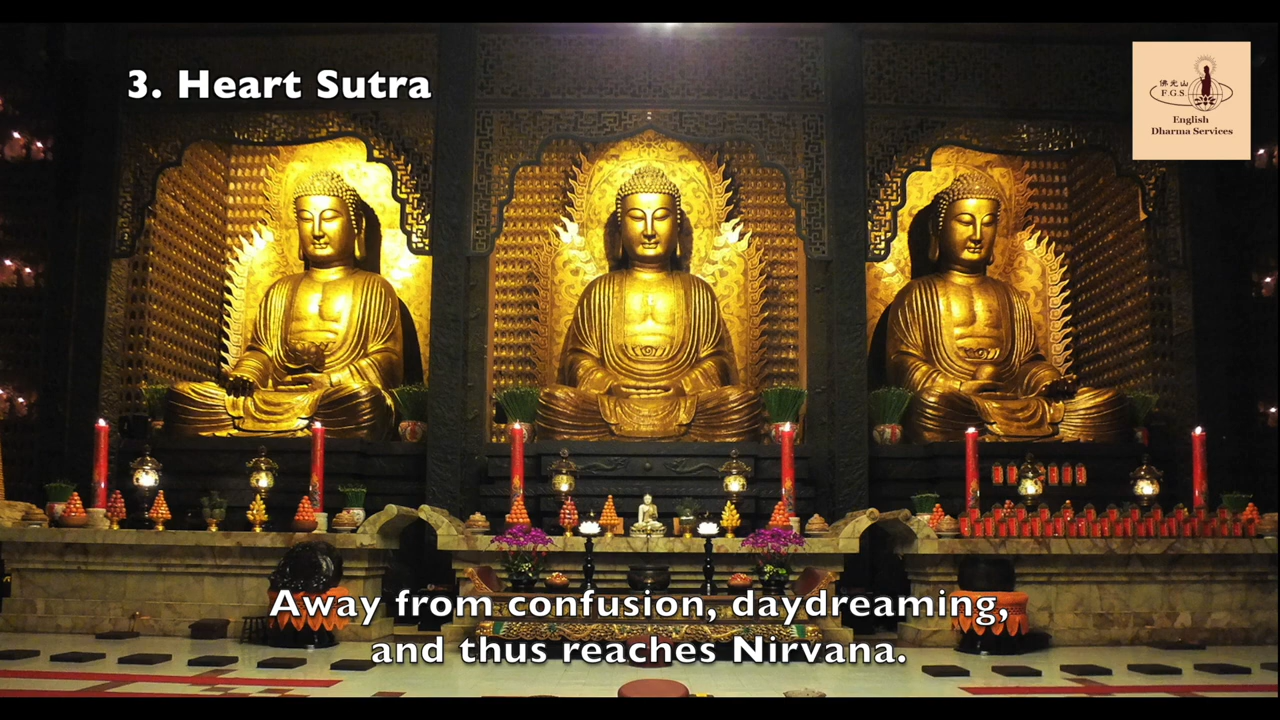 3. Heart Sutra
佛光山
F.G.S.
English
Dharma Services
Away from confusion, daydreaming,
and thus reaches Nirvana.